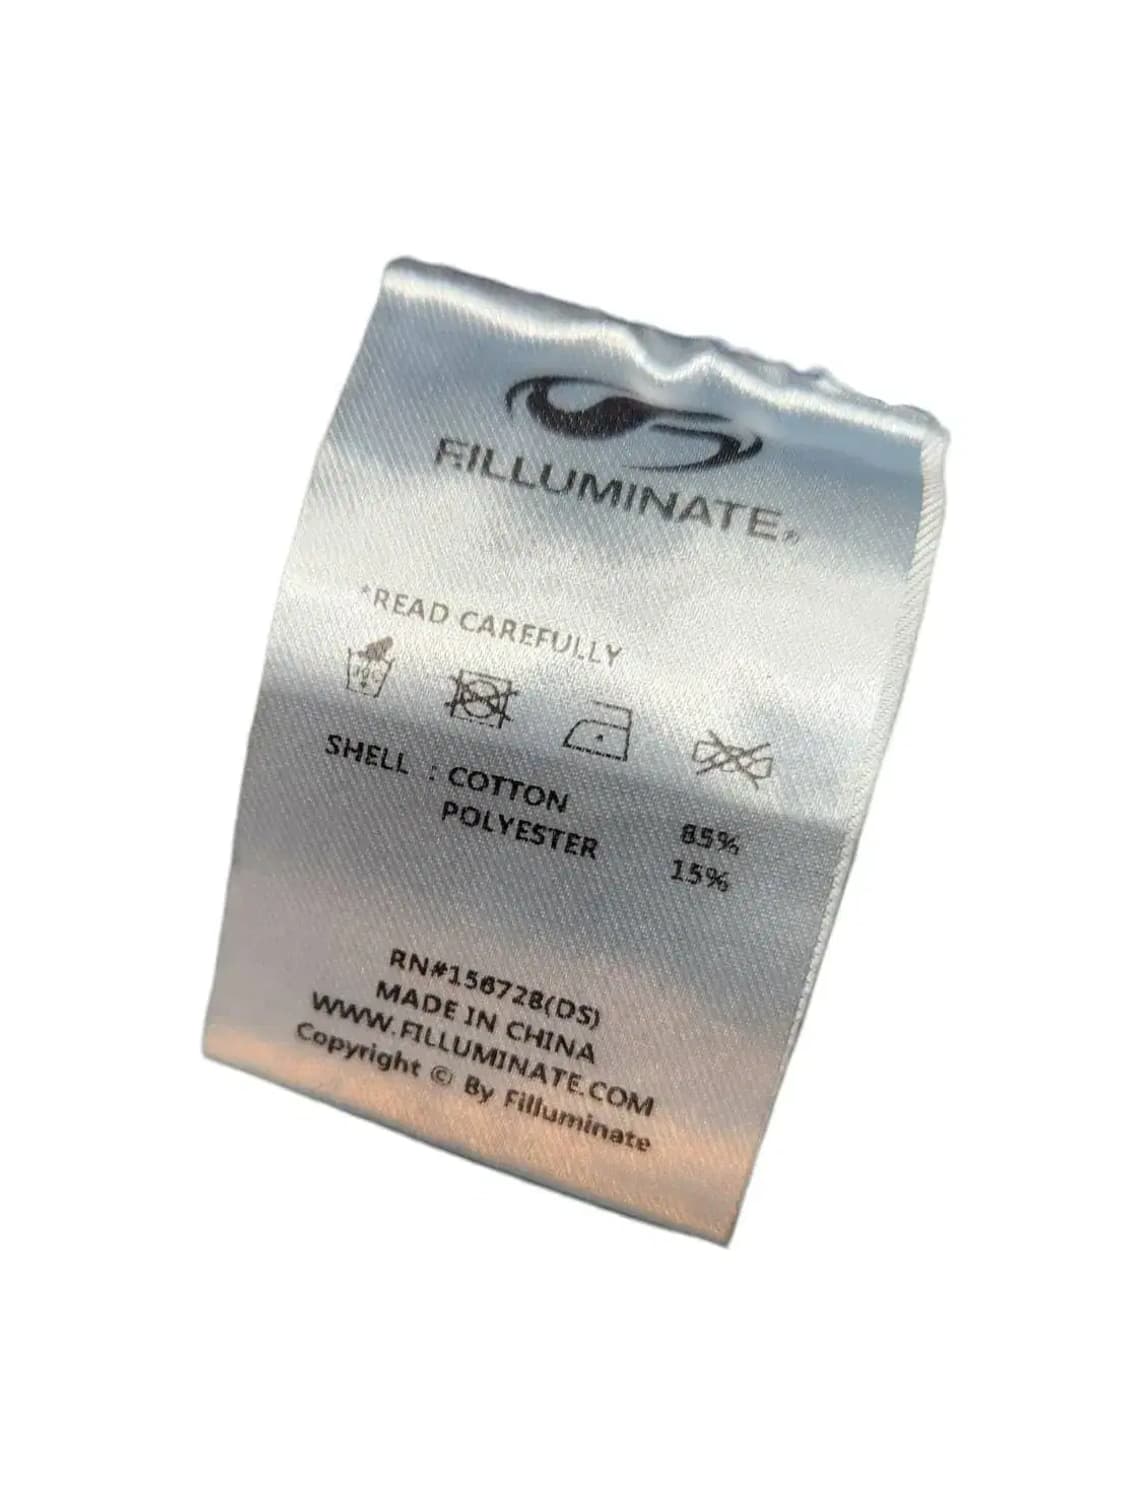 FILLUMINATE®
*READ CAREFULLY
SHELL : COTTON 85%
POLYESTER 15%
RN#156728(DS)
MADE IN CHINA
WWW.FILLUMINATE.COM
Copyright © By Filluminate